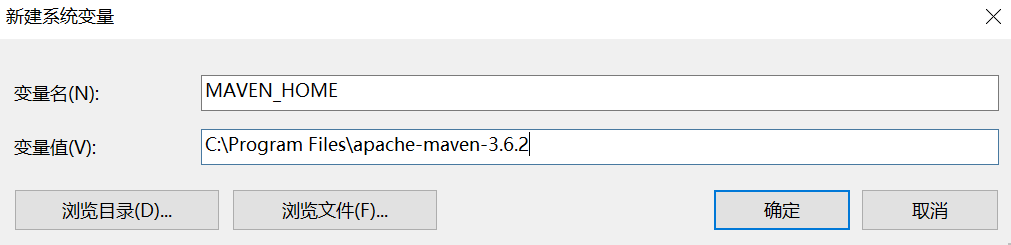 新建系统变量
变量名(N):
MAVEN_HOME
变量值(V):
C:\Program Files\apache-maven-3.6.2
浏览目录(D)...
浏览文件(F)...
确定
取消